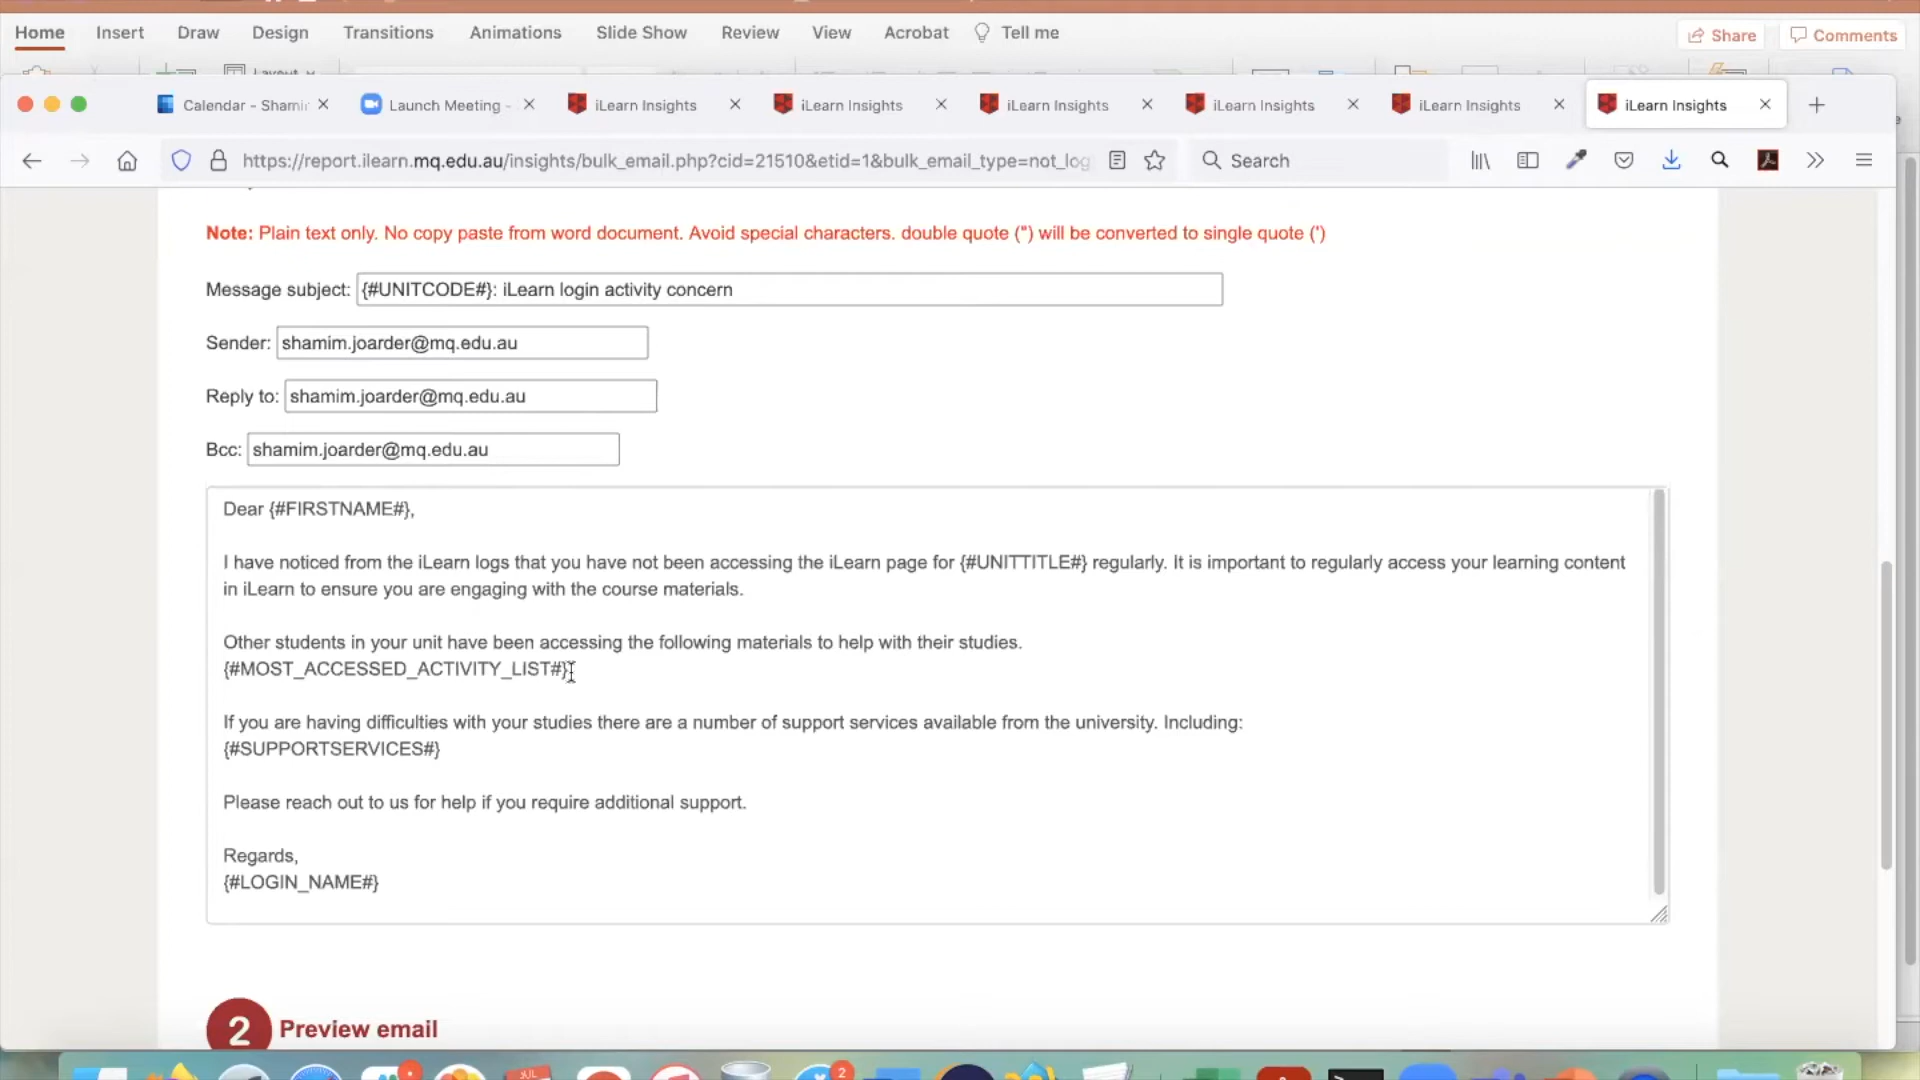 Home Insert Draw Design Transitions Animations Slide Show Review View Acrobat Tell me Share Comments
Calendar - Shami Launch Meeting - iLearn Insights iLearn Insights iLearn Insights iLearn Insights iLearn Insights iLearn Insights
https://report.ilearn.mq.edu.au/insights/bulk_email.php?cid=21510&etid=1&bulk_email_type=not_log Search
Note: Plain text only. No copy paste from word document. Avoid special characters. double quote (") will be converted to single quote (')
Message subject: {#UNITCODE#}: iLearn login activity concern
Sender: shamim.joarder@mq.edu.au
Reply to: shamim.joarder@mq.edu.au
Bcc: shamim.joarder@mq.edu.au
Dear {#FIRSTNAME#},
I have noticed from the iLearn logs that you have not been accessing the iLearn page for {#UNITTITLE#} regularly. It is important to regularly access your learning content
in iLearn to ensure you are engaging with the course materials.
Other students in your unit have been accessing the following materials to help with their studies.
{#MOST_ACCESSED_ACTIVITY_LIST#}
If you are having difficulties with your studies there are a number of support services available from the university. Including:
{#SUPPORTSERVICES#}
Please reach out to us for help if you require additional support.
Regards,
{#LOGIN_NAME#}
2 Preview email
JUL
2